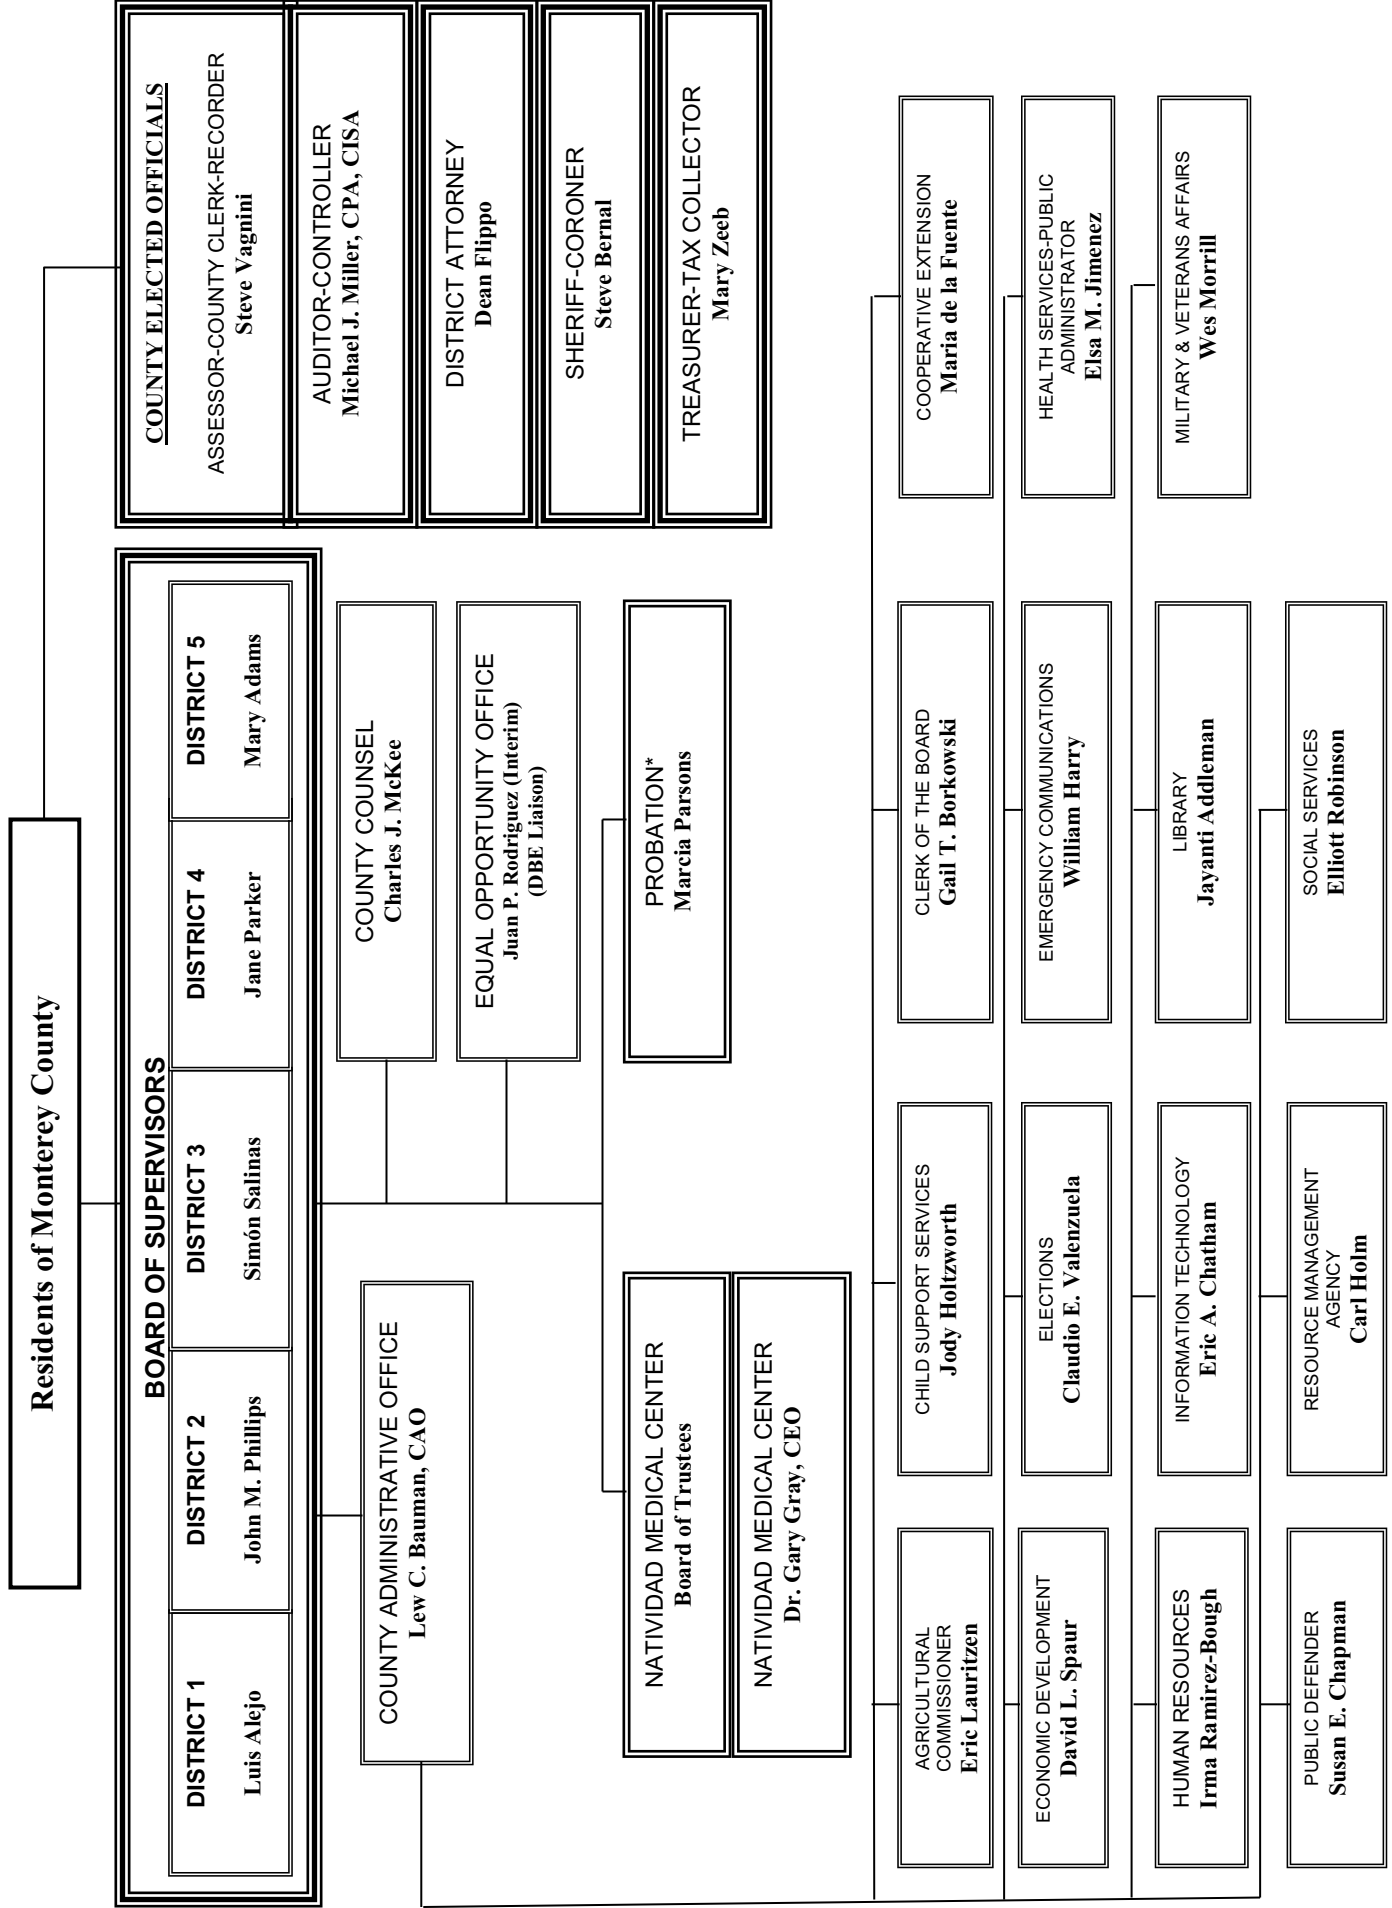 Residents of Monterey County
BOARD OF SUPERVISORS
DISTRICT 1
Luis Alejo
DISTRICT 2
John M. Phillips
DISTRICT 3
Simón Salinas
DISTRICT 4
Jane Parker
DISTRICT 5
Mary Adams
COUNTY ELECTED OFFICIALS
ASSESSOR-COUNTY CLERK-RECORDER
Steve Vagnini
AUDITOR-CONTROLLER
Michael J. Miller, CPA, CISA
DISTRICT ATTORNEY
Dean Flippo
SHERIFF-CORONER
Steve Bernal
TREASURER-TAX COLLECTOR
Mary Zeeb
COUNTY ADMINISTRATIVE OFFICE
Lew C. Bauman, CAO
COUNTY COUNSEL
Charles J. McKee
EQUAL OPPORTUNITY OFFICE
Juan P. Rodriguez (Interim)
(DBE Liaison)
NATIVIDAD MEDICAL CENTER
Board of Trustees
NATIVIDAD MEDICAL CENTER
Dr. Gary Gray, CEO
PROBATION*
Marcia Parsons
AGRICULTURAL
COMMISSIONER
Eric Lauritzen
CHILD SUPPORT SERVICES
Jody Holtzworth
CLERK OF THE BOARD
Gail T. Borkowski
COOPERATIVE EXTENSION
Maria de la Fuente
ECONOMIC DEVELOPMENT
David L. Spaur
ELECTIONS
Claudio E. Valenzuela
EMERGENCY COMMUNICATIONS
William Harry
HEALTH SERVICES-PUBLIC
ADMINISTRATOR
Elsa M. Jimenez
HUMAN RESOURCES
Irma Ramirez-Bough
INFORMATION TECHNOLOGY
Eric A. Chatham
LIBRARY
Jayanti Addleman
MILITARY & VETERANS AFFAIRS
Wes Morrill
PUBLIC DEFENDER
Susan E. Chapman
RESOURCE MANAGEMENT
AGENCY
Carl Holm
SOCIAL SERVICES
Elliott Robinson